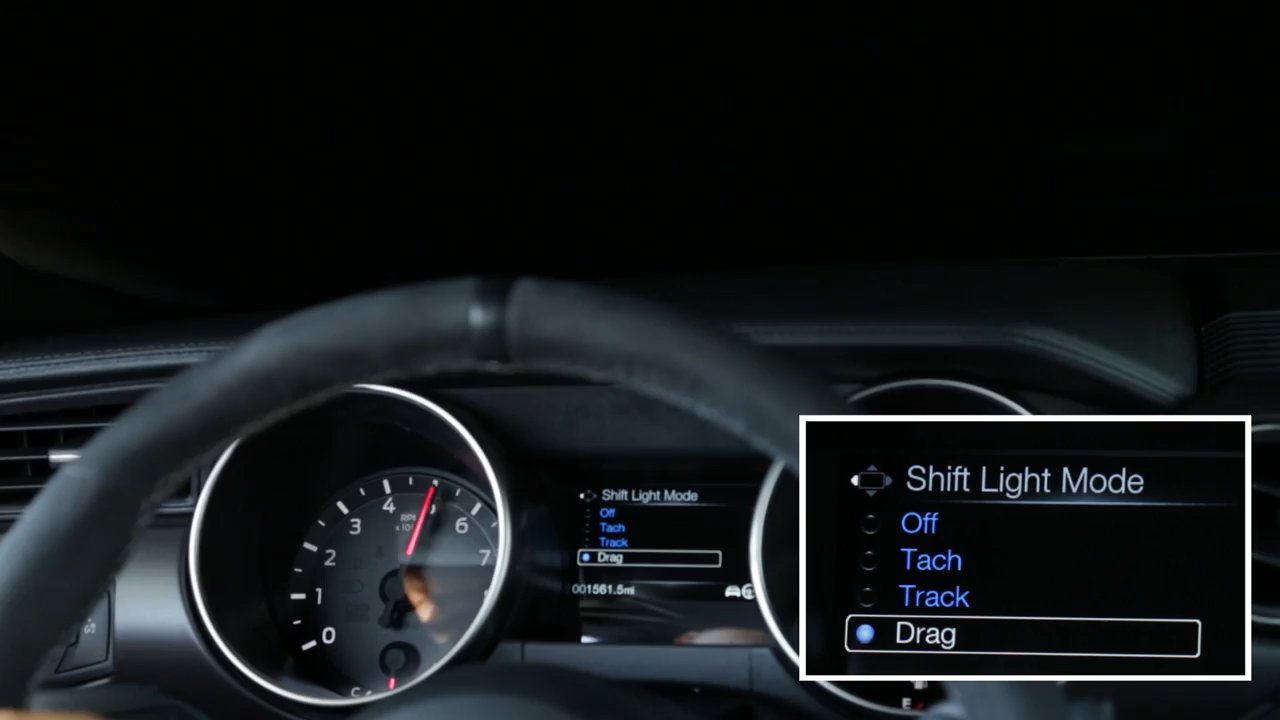 0
1
2
3
4
6
7
C
Shift Light Mode
Off
Tach
Track
Drag
001561.5mi
E
Shift Light Mode
Off
Tach
Track
Drag